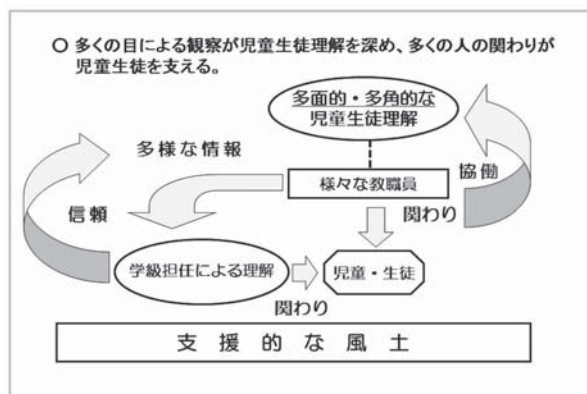 ○ 多くの目による観察が児童生徒理解を深め、多くの人の関わりが
児童生徒を支える。
多面的・多角的な
児童生徒理解
多様な情報
様々な教職員
協働
信頼
関わり
学級担任による理解
児童・生徒
関わり
支援的な風土